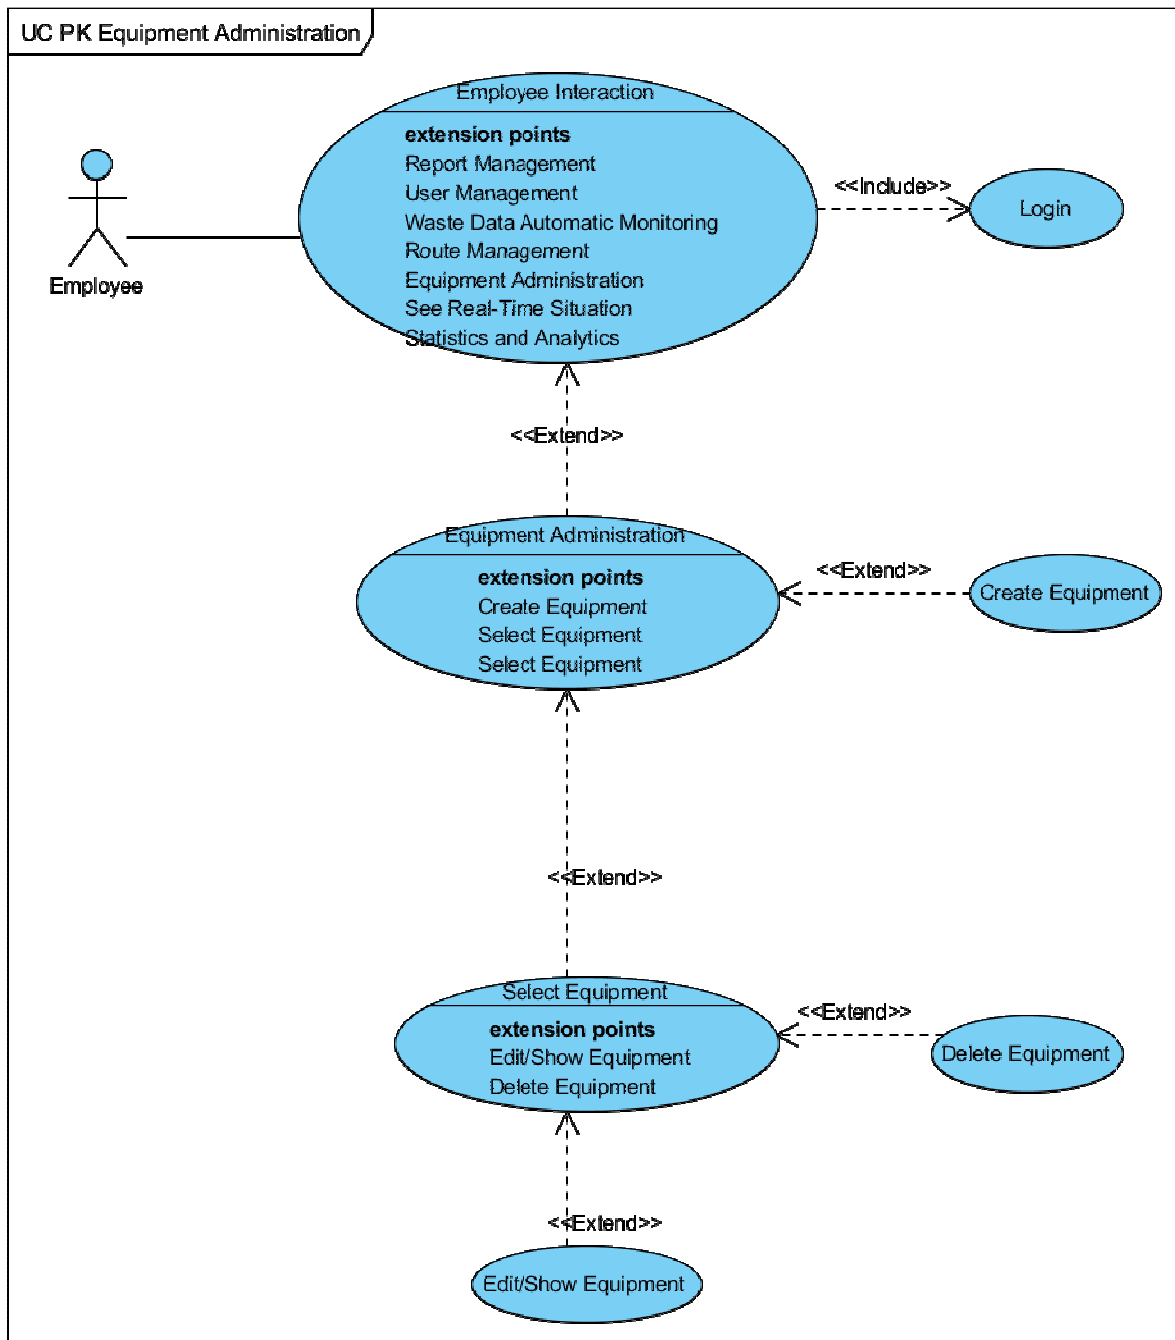 UC PK Equipment Administration
Employee Interaction
extension points
Report Management
User Management
Waste Data Automatic Monitoring
Route Management
Equipment Administration
See Real-Time Situation
Statistics and Analytics
Employee
<<Include>>
Login
<<Extend>>
Equipment Administration
extension points
Create Equipment
Select Equipment
Select Equipment
<<Extend>>
Create Equipment
<<Extend>>
Select Equipment
extension points
Edit/Show Equipment
Delete Equipment
<<Extend>>
Delete Equipment
<<Extend>>
Edit/Show Equipment